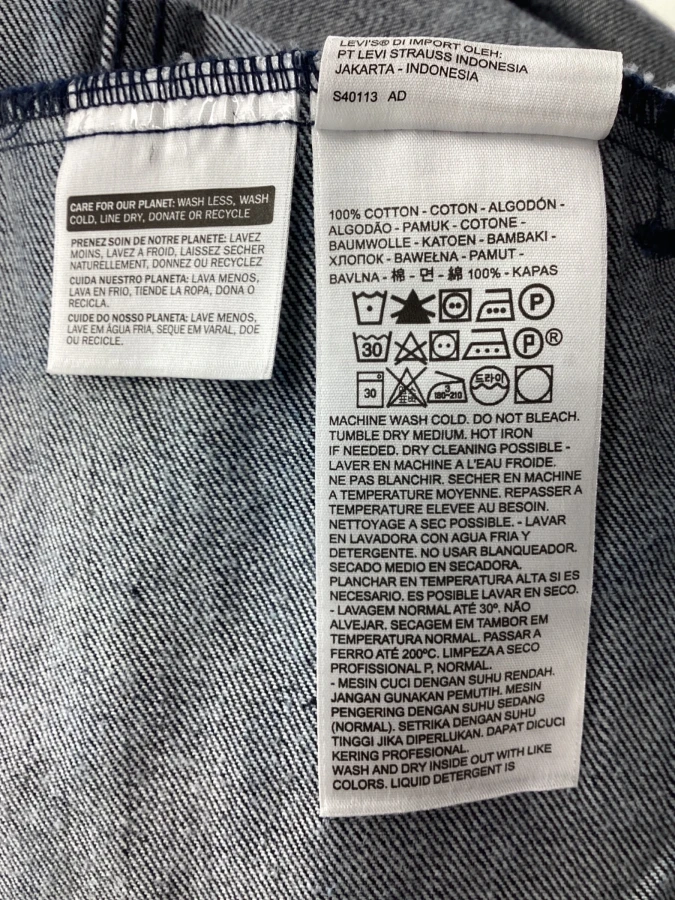 LEVI'S® DI IMPORT OLEH:
PT LEVI STRAUSS INDONESIA
JAKARTA - INDONESIA
S40113 AD
CARE FOR OUR PLANET: WASH LESS, WASH
COLD, LINE DRY, DONATE OR RECYCLE
PRENEZ SOIN DE NOTRE PLANETE: LAVEZ
MOINS, LAVEZ A FROID, LAISSEZ SECHER
NATURELLEMENT, DONNEZ OU RECYCLEZ
CUIDA NUESTRO PLANETA: LAVA MENOS,
LAVA EN FRIO, TIENDE LA ROPA, DONA O
RECICLA.
CUIDE DO NOSSO PLANETA: LAVE MENOS,
LAVE EM ÁGUA FRIA, SEQUE EM VARAL, DOE
OU RECICLE.
100% COTTON - COTON - ALGODÓN -
ALGODÃO - PAMUK - COTONE -
BAUMWOLLE - KATOEN - BAMBAKI -
ХЛОПОК - BAWEŁNA - PAMUT -
BAVLNA - 棉 - 면 - 綿 100% - KAPAS
P
30 P®
30 3 180-210 드라이
MACHINE WASH COLD. DO NOT BLEACH.
TUMBLE DRY MEDIUM. HOT IRON
IF NEEDED. DRY CLEANING POSSIBLE -
LAVER EN MACHINE A L'EAU FROIDE.
NE PAS BLANCHIR. SECHER EN MACHINE
A TEMPERATURE MOYENNE. REPASSER A
TEMPERATURE ELEVEE AU BESOIN.
NETTOYAGE A SEC POSSIBLE. - LAVAR
EN LAVADORA CON AGUA FRIA Y
DETERGENTE. NO USAR BLANQUEADOR.
SECADO MEDIO EN SECADORA.
PLANCHAR EN TEMPERATURA ALTA SI ES
NECESARIO. ES POSIBLE LAVAR EN SECO.
- LAVAGEM NORMAL ATÉ 30º. NÃO
ALVEJAR. SECAGEM EM TAMBOR EM
TEMPERATURA NORMAL. PASSAR A
FERRO ATÉ 200ºC. LIMPEZA A SECO
PROFISSIONAL P, NORMAL.
- MESIN CUCI DENGAN SUHU RENDAH.
JANGAN GUNAKAN PEMUTIH. MESIN
PENGERING DENGAN SUHU SEDANG
(NORMAL). SETRIKA DENGAN SUHU
TINGGI JIKA DIPERLUKAN. DAPAT DICUCI
KERING PROFESIONAL.
WASH AND DRY INSIDE OUT WITH LIKE
COLORS. LIQUID DETERGENT IS